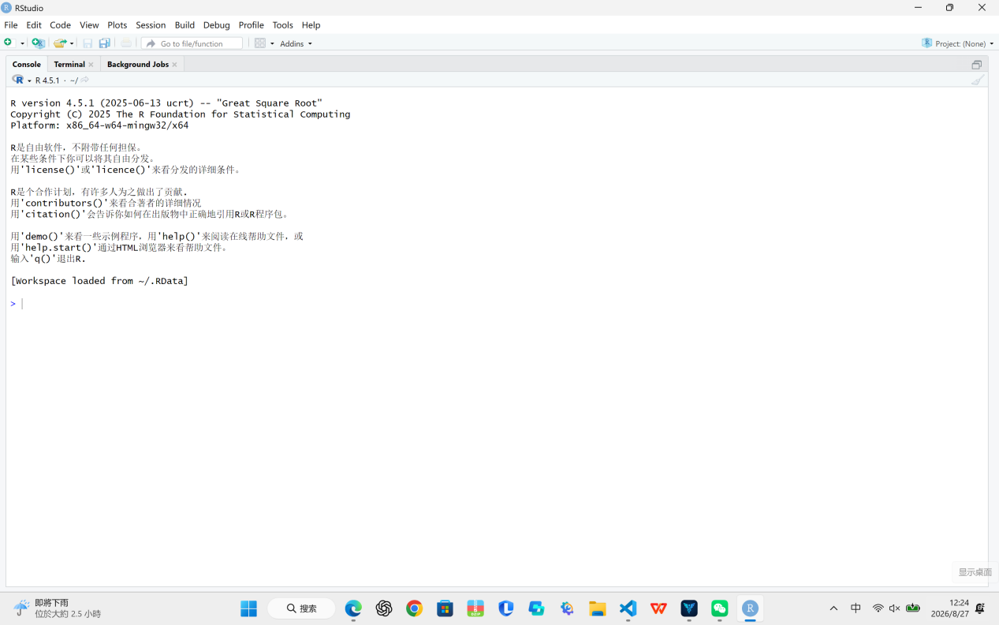 RStudio
File Edit Code View Plots Session Build Debug Profile Tools Help
Go to file/function Addins Project: (None)
Console Terminal Background Jobs
R 4.5.1 · ~/
R version 4.5.1 (2025-06-13 ucrt) -- "Great Square Root"
Copyright (C) 2025 The R Foundation for Statistical Computing
Platform: x86_64-w64-mingw32/x64
R是自由软件，不附带任何担保。
在某些条件下你可以将其自由分发。
用'license()'或'licence()'来看分发的详细条件。
R是个合作计划，有许多人为之做出了贡献.
用'contributors()'来看合著者的详细情况
用'citation()'会告诉你如何在出版物中正确地引用R或R程序包。
用'demo()'来看一些示例程序，用'help()'来阅读在线帮助文件，或
用'help.start()'通过HTML浏览器来看帮助文件。
输入'q()'退出R.
[Workspace loaded from ~/.RData]
>
显示桌面
即將下雨
位於大約 2.5 小時
搜索
中
12:24
2026/8/27